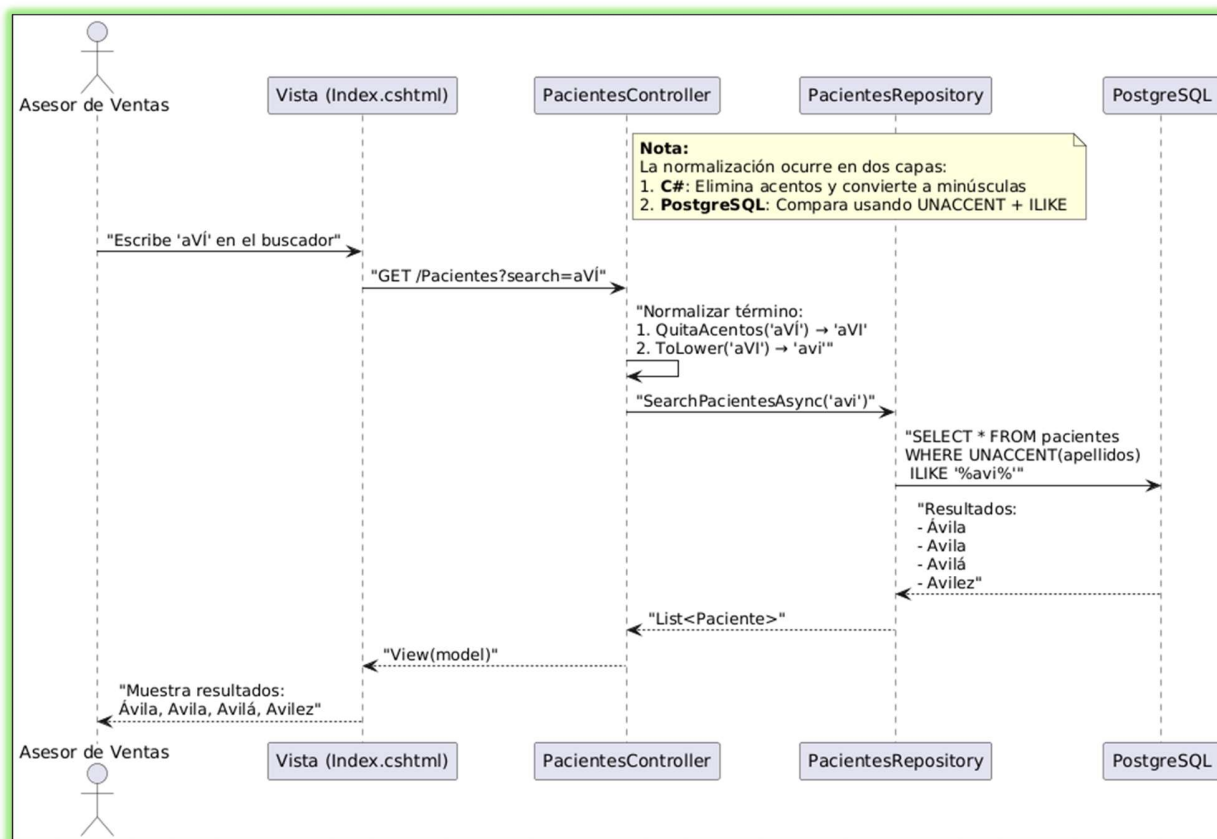 Asesor de Ventas
Vista (Index.cshtml)
PacientesController
PacientesRepository
PostgreSQL
Nota:
La normalización ocurre en dos capas:
1. C#: Elimina acentos y convierte a minúsculas
2. PostgreSQL: Compara usando UNACCENT + ILIKE
"Escribe 'aVÍ' en el buscador"
"GET /Pacientes?search=aVÍ"
"Normalizar término:
1. QuitaAcentos('aVÍ') → 'aVI'
2. ToLower('aVI') → 'avi'"
"SearchPacientesAsync('avi')"
"SELECT * FROM pacientes
WHERE UNACCENT(apellidos)
ILIKE '%avi%'"
"Resultados:
- Ávila
- Avila
- Avilá
- Avilez"
"List<Paciente>"
"View(model)"
"Muestra resultados:
Ávila, Avila, Avilá, Avilez"
Asesor de Ventas
Vista (Index.cshtml)
PacientesController
PacientesRepository
PostgreSQL